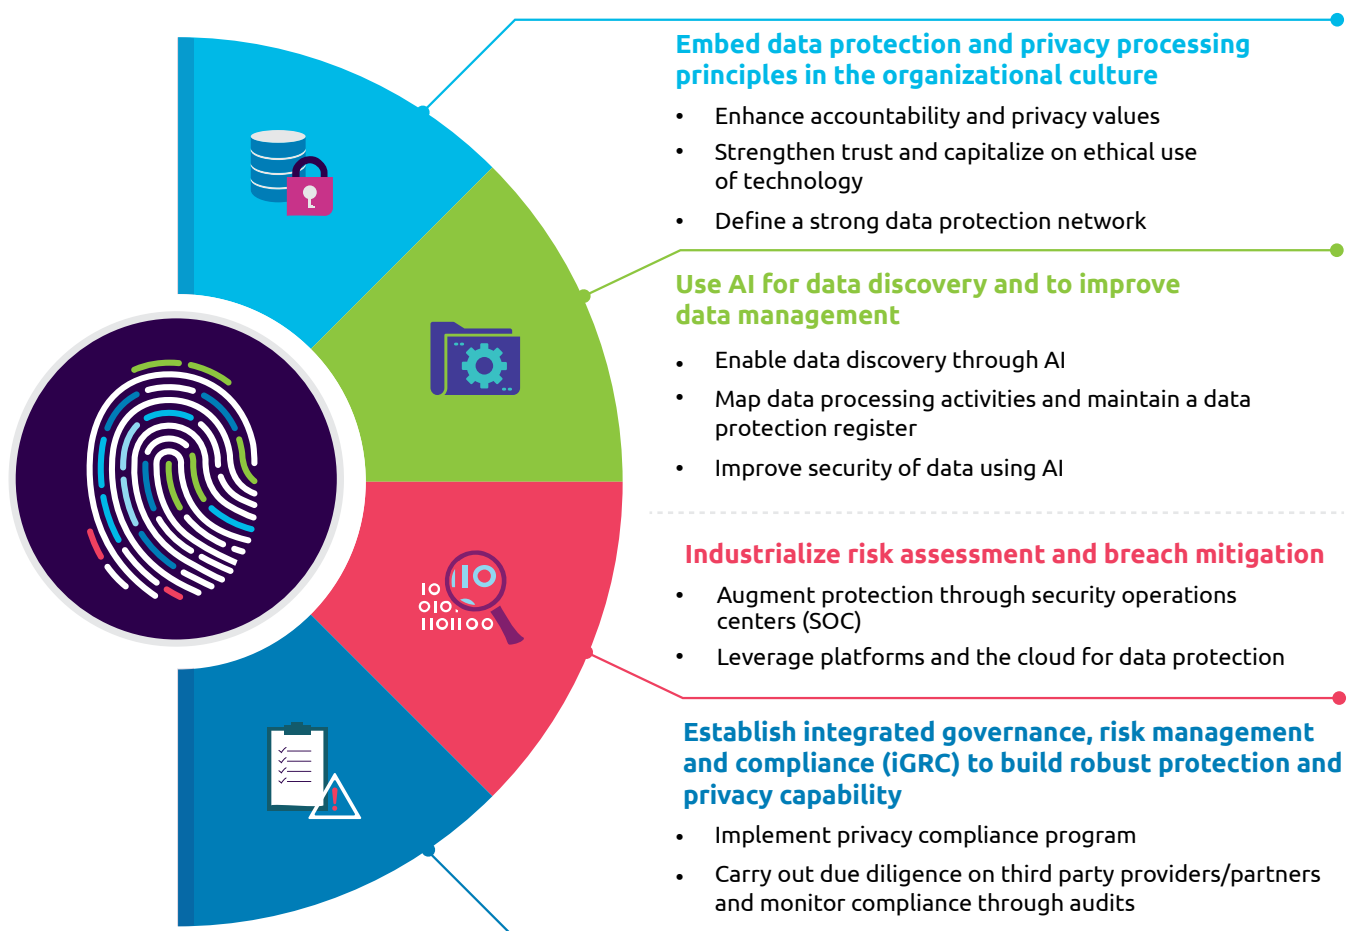 Embed data protection and privacy processing
principles in the organizational culture
• Enhance accountability and privacy values
• Strengthen trust and capitalize on ethical use
of technology
• Define a strong data protection network
Use AI for data discovery and to improve
data management
• Enable data discovery through AI
• Map data processing activities and maintain a data
protection register
• Improve security of data using AI
Industrialize risk assessment and breach mitigation
• Augment protection through security operations
centers (SOC)
• Leverage platforms and the cloud for data protection
Establish integrated governance, risk management
and compliance (iGRC) to build robust protection and
privacy capability
• Implement privacy compliance program
• Carry out due diligence on third party providers/partners
and monitor compliance through audits
110
10
010.
1101100